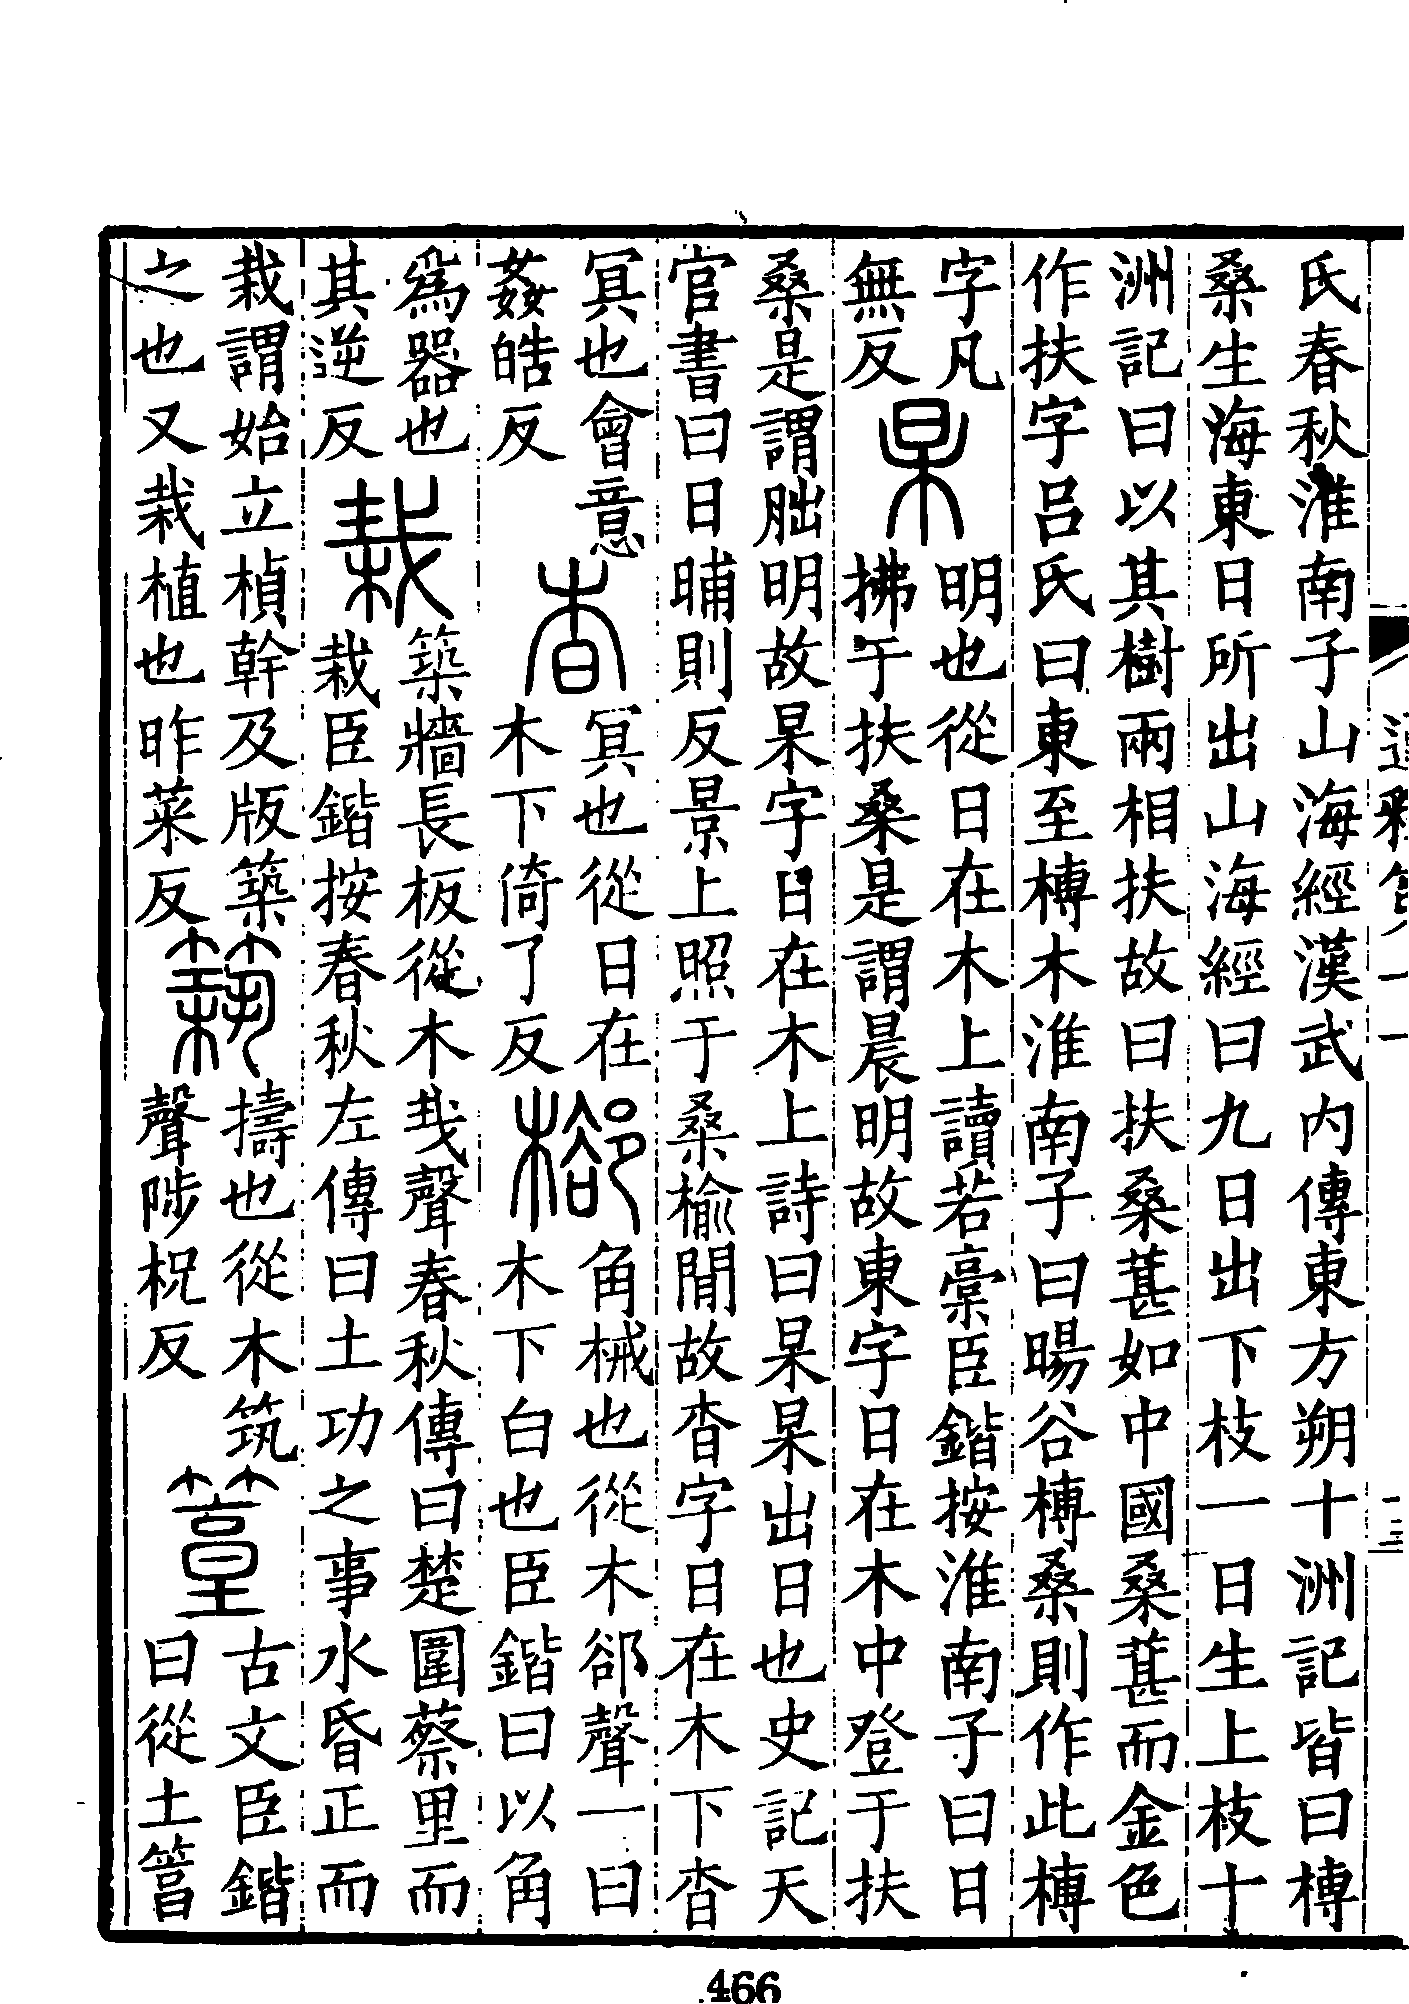 氏春秋淮南子山海經漢武内傳東方朔十洲記皆曰榑
桑生海東日所出山海經曰九日出下枝一日生上枝十
洲記曰以其樹兩相扶故曰扶桑葚如中國桑葚而金色
作扶字吕氏曰東至榑木淮南子曰暘谷榑桑則作此榑
字凡
無反
杲
明也從日在木上讀若槀臣鍇按淮南子曰日
拂于扶桑是謂晨明故東字日在木中登于扶
桑是謂朏明故杲字日在木上詩曰杲杲出日也史記天
官書曰日晡則反景上照于桑榆閒故杳字日在木下杳
冥也會意
姦皓反
杳
冥也從日在
木下倚了反
㮝
角械也從木郤聲一曰
木下白也臣鍇曰以角
爲器也
其逆反
栽
築牆長板從木𢦏聲春秋傳曰楚圍蔡里而
栽臣鍇按春秋左傳曰土功之事水昏正而
栽謂始立楨幹及版築
之也又栽植也昨菜反
築
擣也從木筑
聲陟柷反
古文臣鍇
曰從土筥
通釋第十一
三
466